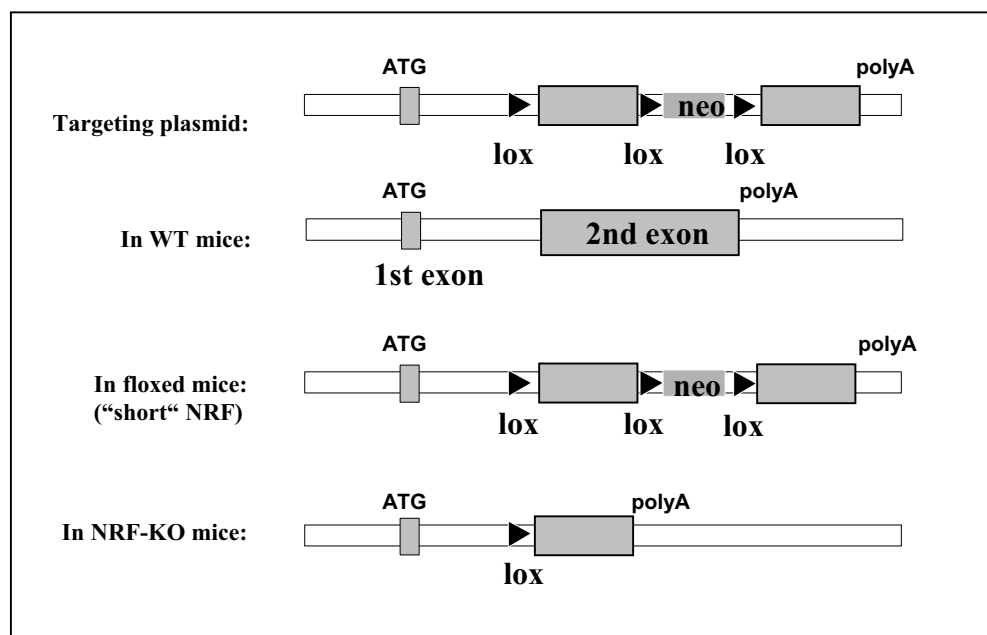 ATG
polyA
Targeting plasmid:
neo
lox
lox
lox
ATG
polyA
In WT mice:
2nd exon
1st exon
ATG
polyA
In floxed mice:
(“short“ NRF)
neo
lox
lox
lox
ATG
polyA
In NRF-KO mice:
lox